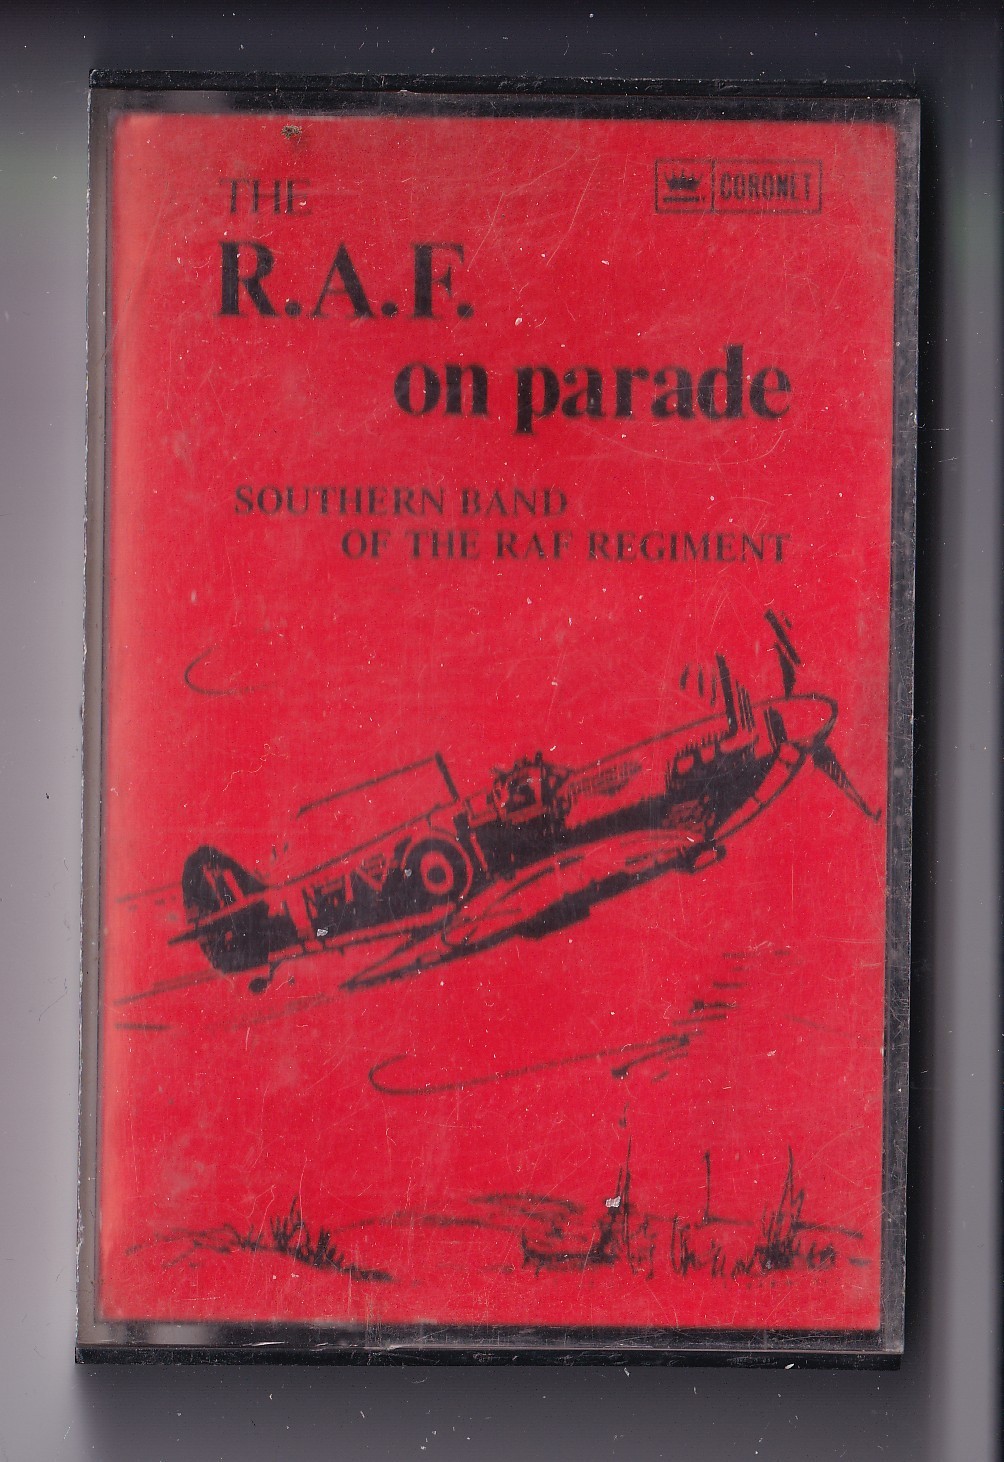 THE
CORONET
R.A.F.
on parade
SOUTHERN BAND
OF THE RAF REGIMENT